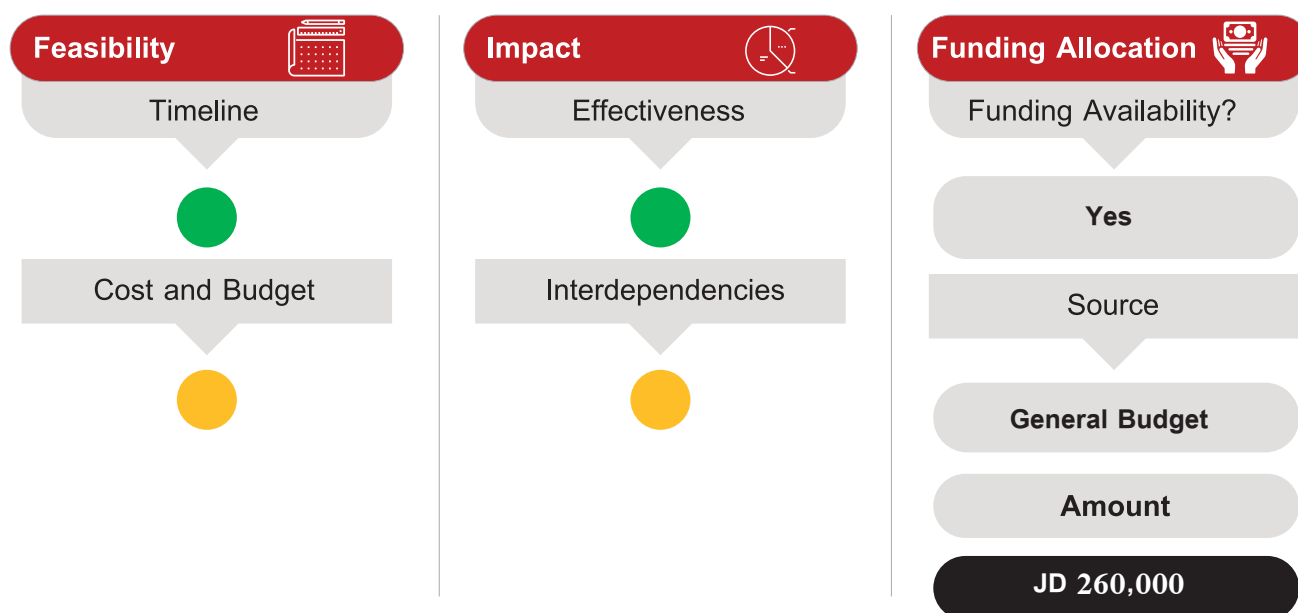 Feasibility
Timeline
Cost and Budget
Impact
Effectiveness
Interdependencies
Funding Allocation
Funding Availability?
Yes
Source
General Budget
Amount
JD 260,000